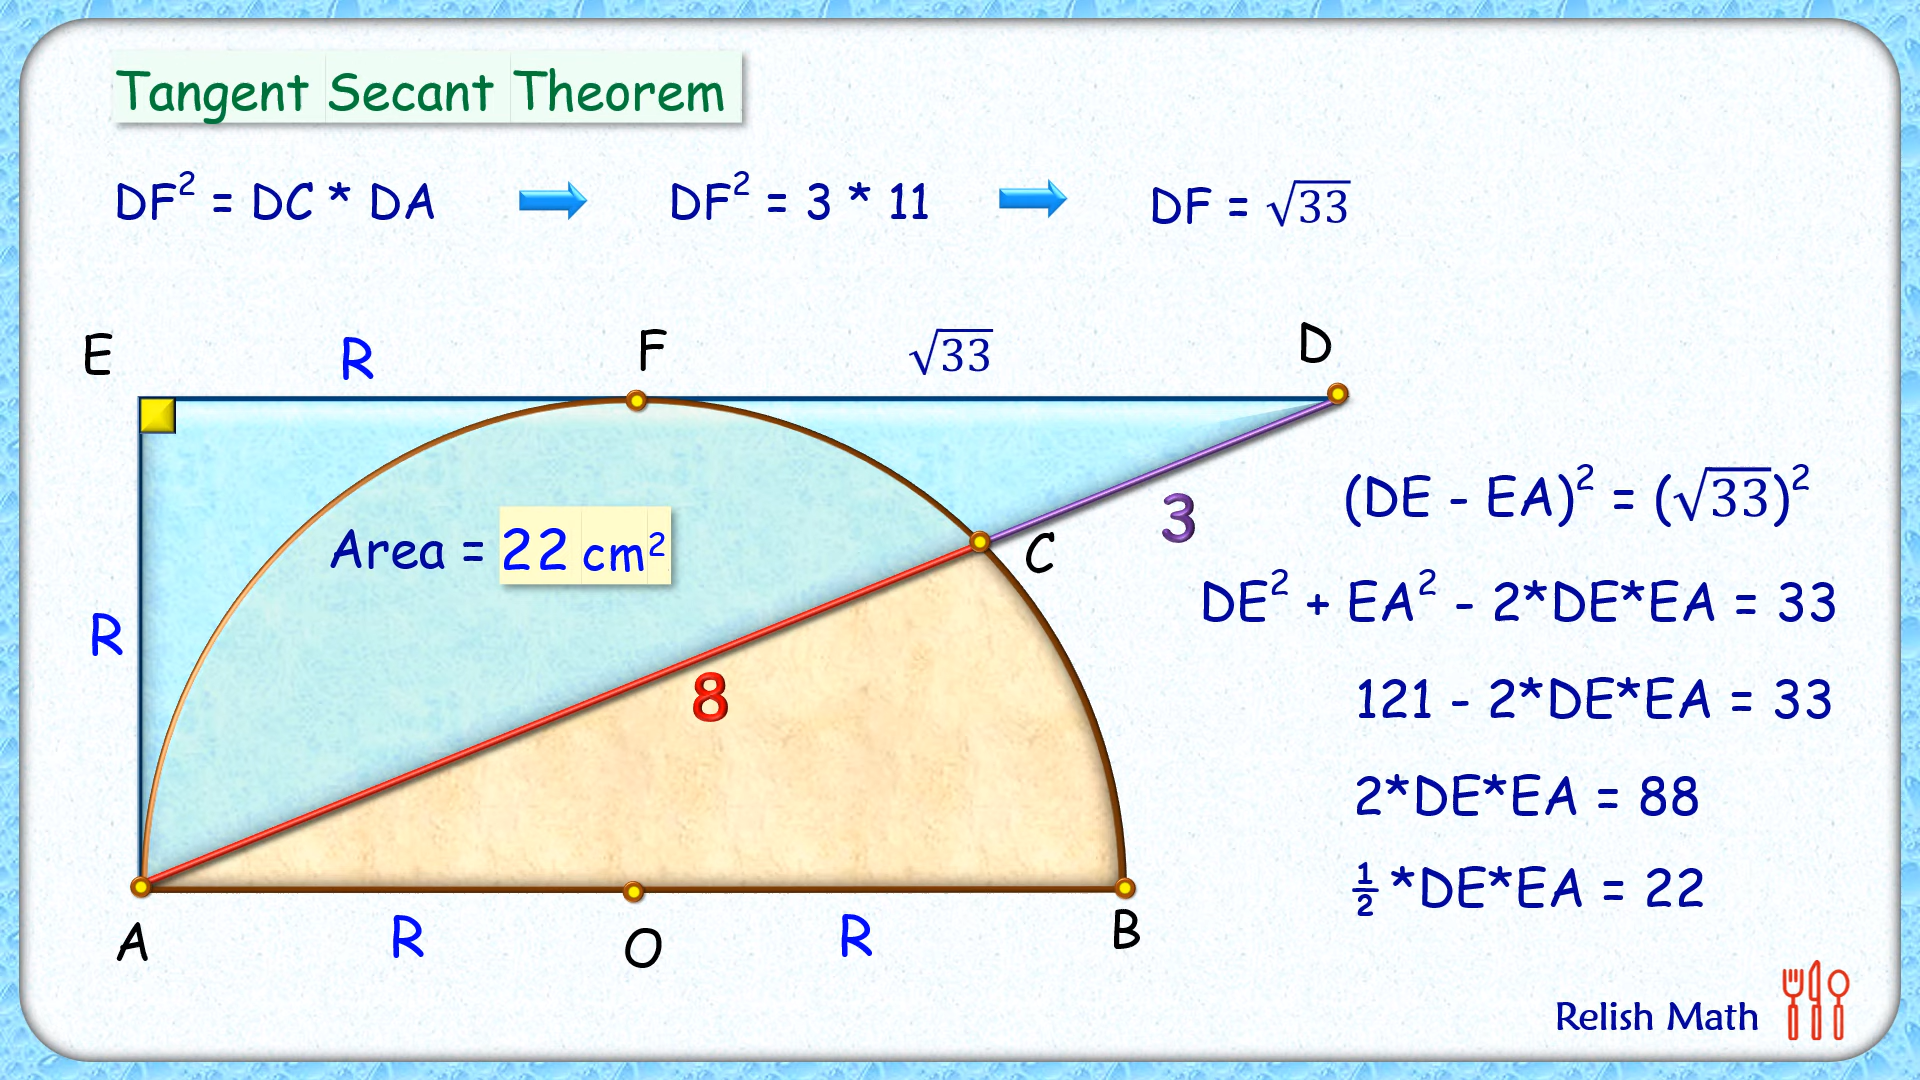 Tangent Secant Theorem
DF² = DC * DA
DF² = 3 * 11
DF = √33
E
R
F
√33
D
(DE - EA)² = (√33)²
3
C
Area = 22 cm²
DE² + EA² - 2*DE*EA = 33
R
8
121 - 2*DE*EA = 33
2*DE*EA = 88
½ *DE*EA = 22
A
R
O
R
B
Relish Math